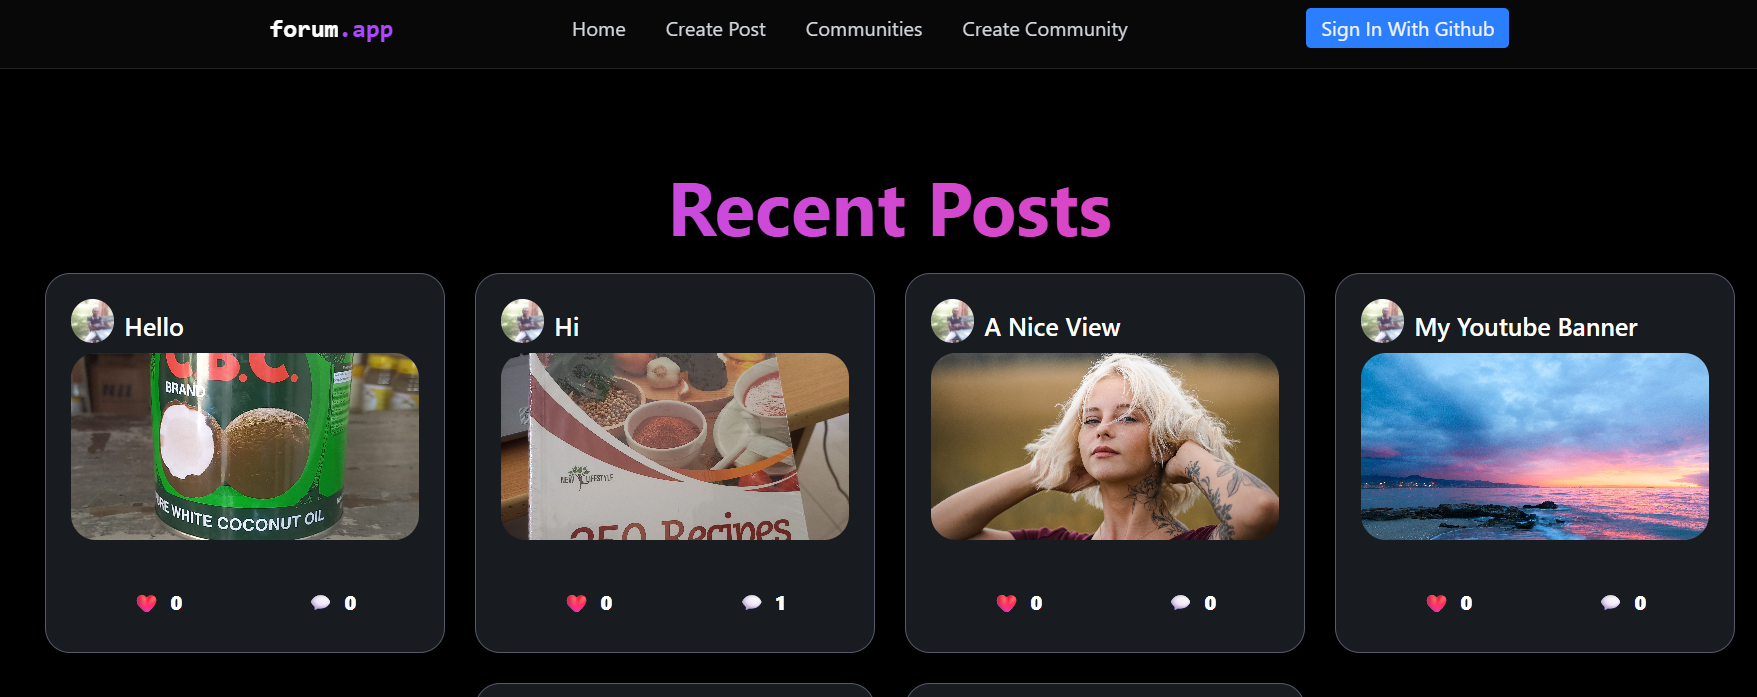 forum.app
Home Create Post Communities Create Community
Sign In With Github
Recent Posts
Hello
C.B.C.
BRAND
WHITE COCONUT OIL
0 0
Hi
NEW LIFESTYLE
250 Recipes
0 1
A Nice View
0 0
My Youtube Banner
0 0